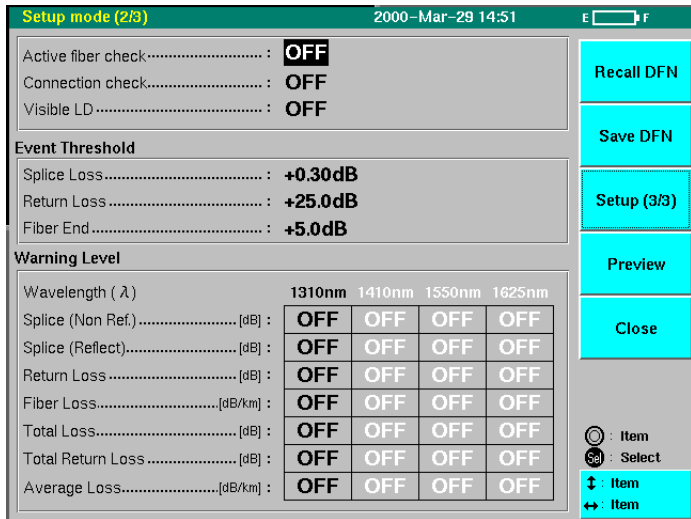 Setup mode (2/3) 2000-Mar-29 14:51 E F
Active fiber check : OFF
Connection check : OFF
Visible LD : OFF
Event Threshold
Splice Loss : +0.30dB
Return Loss : +25.0dB
Fiber End : +5.0dB
Warning Level
Wavelength ( λ ) 1310nm 1410nm 1550nm 1625nm
Splice (Non Ref.) [dB] : OFF OFF OFF OFF
Splice (Reflect) [dB] : OFF OFF OFF OFF
Return Loss [dB] : OFF OFF OFF OFF
Fiber Loss [dB/km] : OFF OFF OFF OFF
Total Loss [dB] : OFF OFF OFF OFF
Total Return Loss [dB] : OFF OFF OFF OFF
Average Loss [dB/km] : OFF OFF OFF OFF
Recall DFN
Save DFN
Setup (3/3)
Preview
Close
: Item
Sel : Select
↕ : Item
↔ : Item